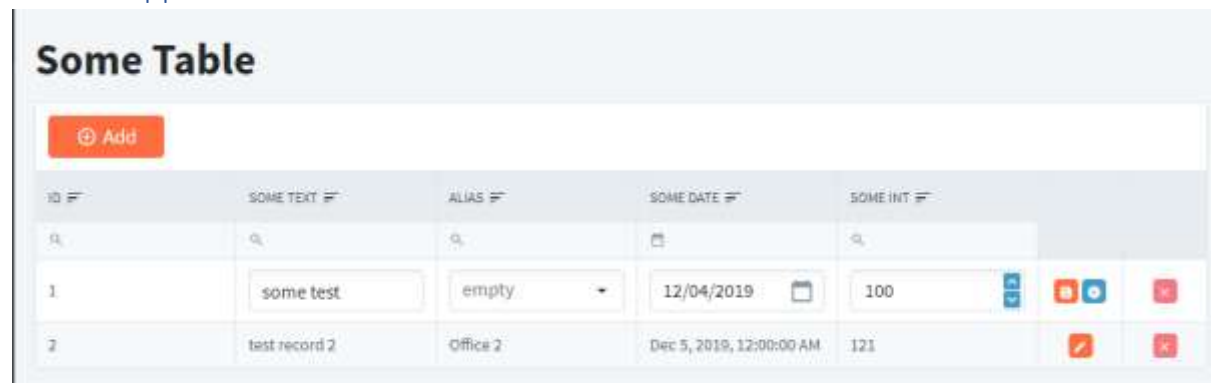 Some Table
Add
ID SOME TEXT ALIAS SOME DATE SOME INT
1 some test empty 12/04/2019 100
2 test record 2 Office 2 Dec 5, 2019, 12:00:00 AM 121